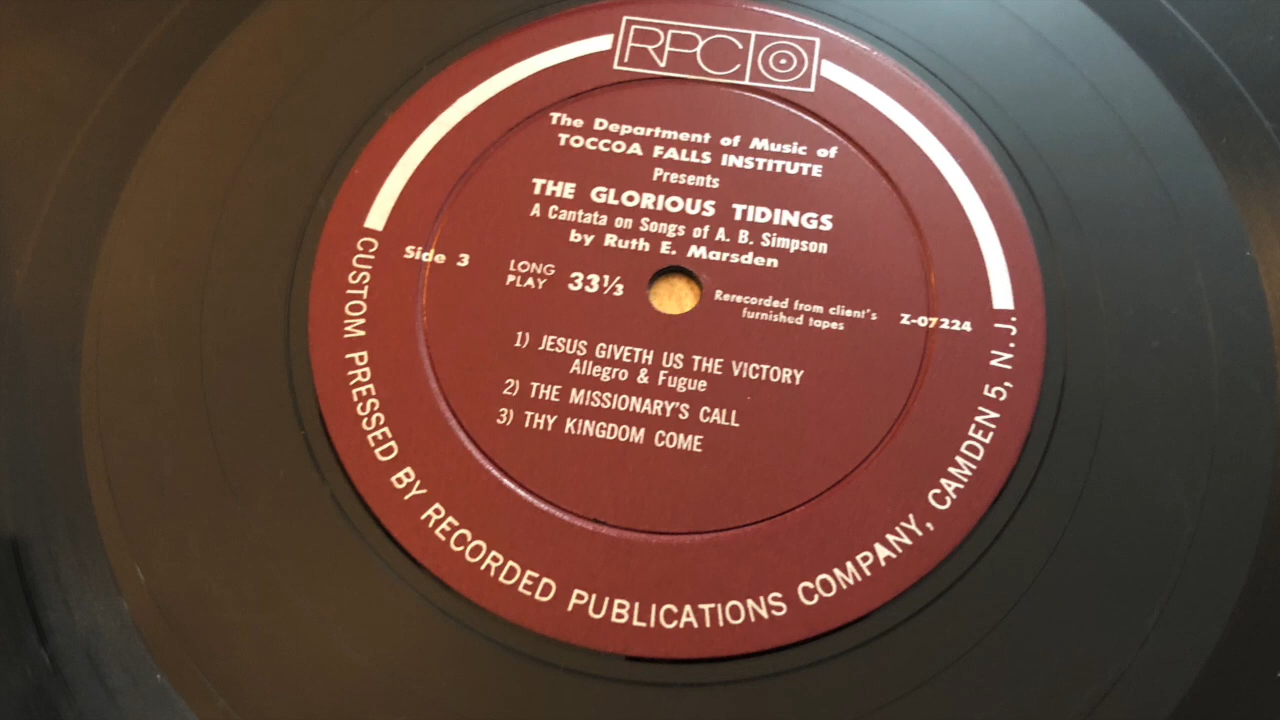 RPC
The Department of Music of
TOCCOA FALLS INSTITUTE
Presents
THE GLORIOUS TIDINGS
A Cantata on Songs of A. B. Simpson
by Ruth E. Marsden
Side 3
LONG
PLAY
33⅓
Rerecorded from client's
furnished tapes
Z-07224
1) JESUS GIVETH US THE VICTORY
Allegro & Fugue
2) THE MISSIONARY'S CALL
3) THY KINGDOM COME
CUSTOM PRESSED BY RECORDED PUBLICATIONS COMPANY, CAMDEN 5, N. J.